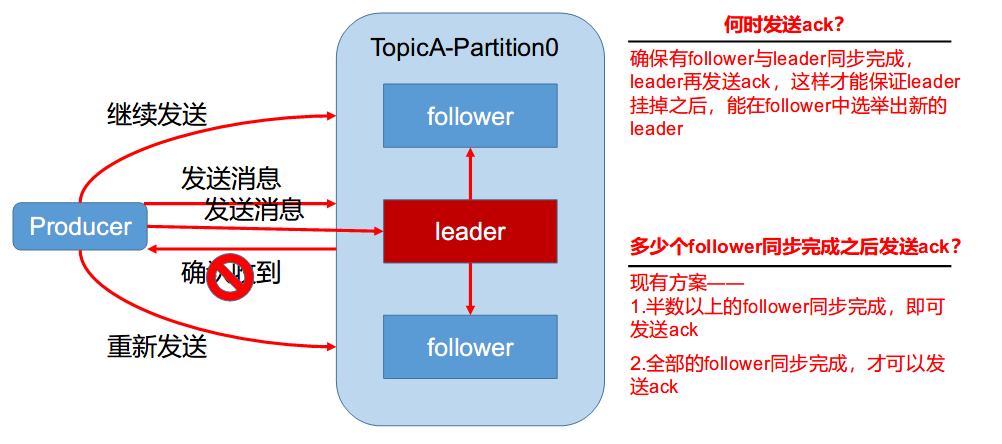 TopicA-Partition0
继续发送
follower
发送消息
发送消息
Producer
leader
确认收到
重新发送
follower
何时发送ack？
确保有follower与leader同步完成，
leader再发送ack，这样才能保证leader
挂掉之后，能在follower中选举出新的
leader
多少个follower同步完成之后发送ack？
现有方案——
1.半数以上的follower同步完成，即可
发送ack
2.全部的follower同步完成，才可以发
送ack